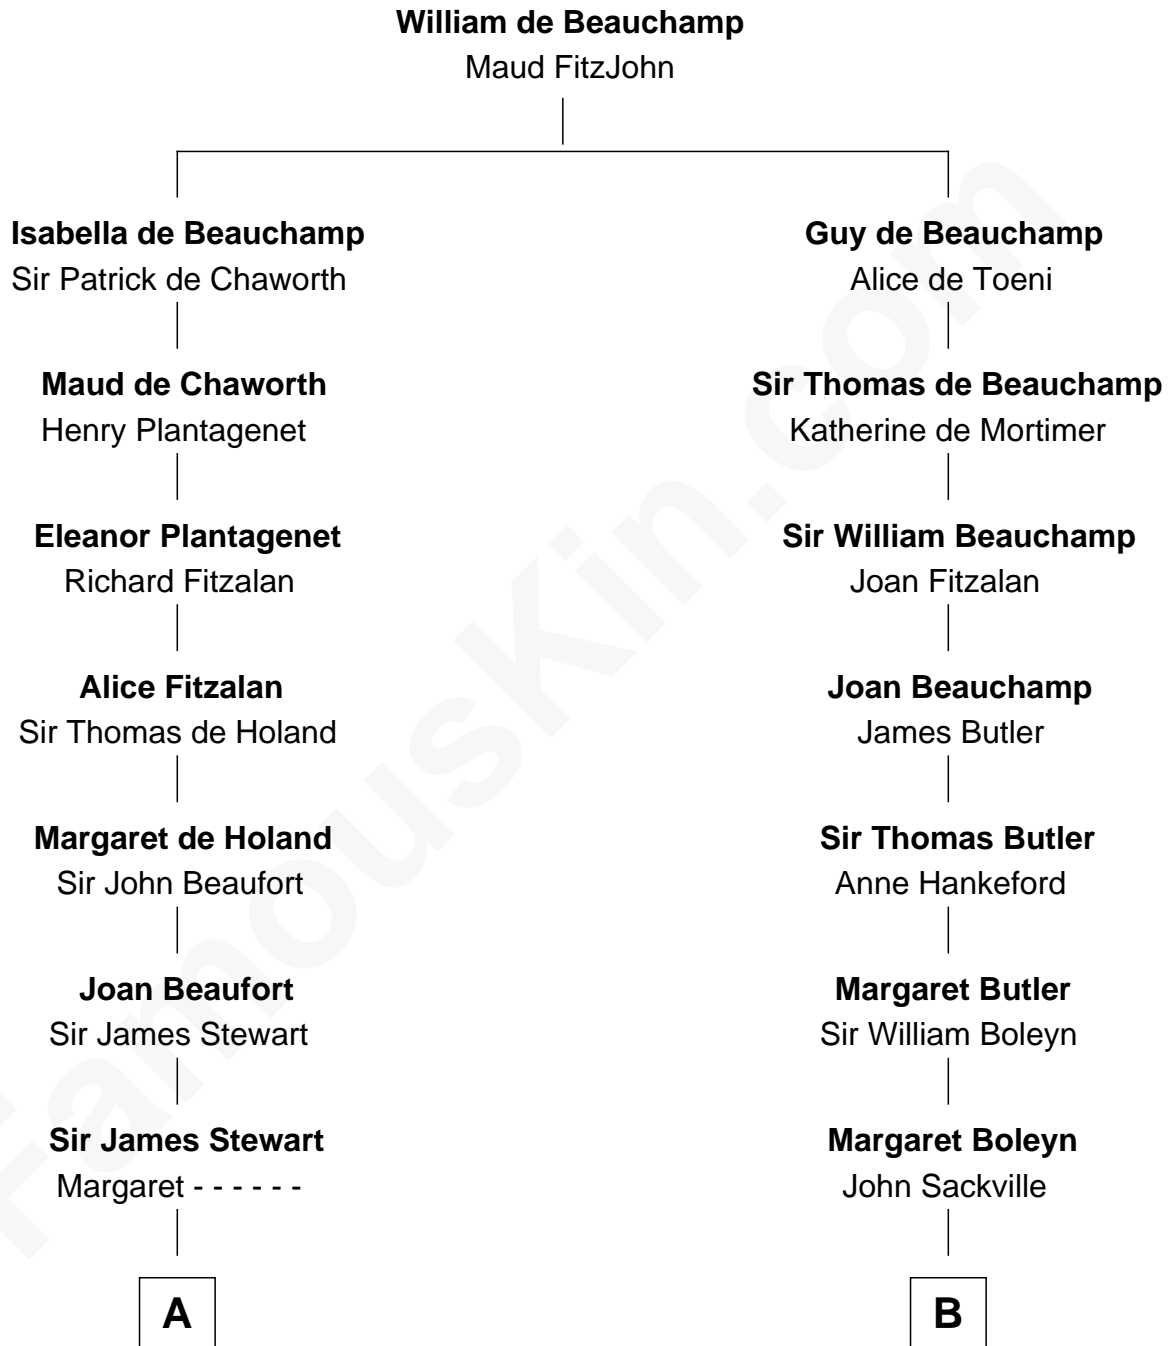 William de Beauchamp
Maud FitzJohn
Isabella de Beauchamp
Sir Patrick de Chaworth
Maud de Chaworth
Henry Plantagenet
Eleanor Plantagenet
Richard Fitzalan
Alice Fitzalan
Sir Thomas de Holand
Margaret de Holand
Sir John Beaufort
Joan Beaufort
Sir James Stewart
Sir James Stewart
Margaret - - - - - -
A
Guy de Beauchamp
Alice de Toeni
Sir Thomas de Beauchamp
Katherine de Mortimer
Sir William Beauchamp
Joan Fitzalan
Joan Beauchamp
James Butler
Sir Thomas Butler
Anne Hankeford
Margaret Butler
Sir William Boleyn
Margaret Boleyn
John Sackville
B
FamousKin.com